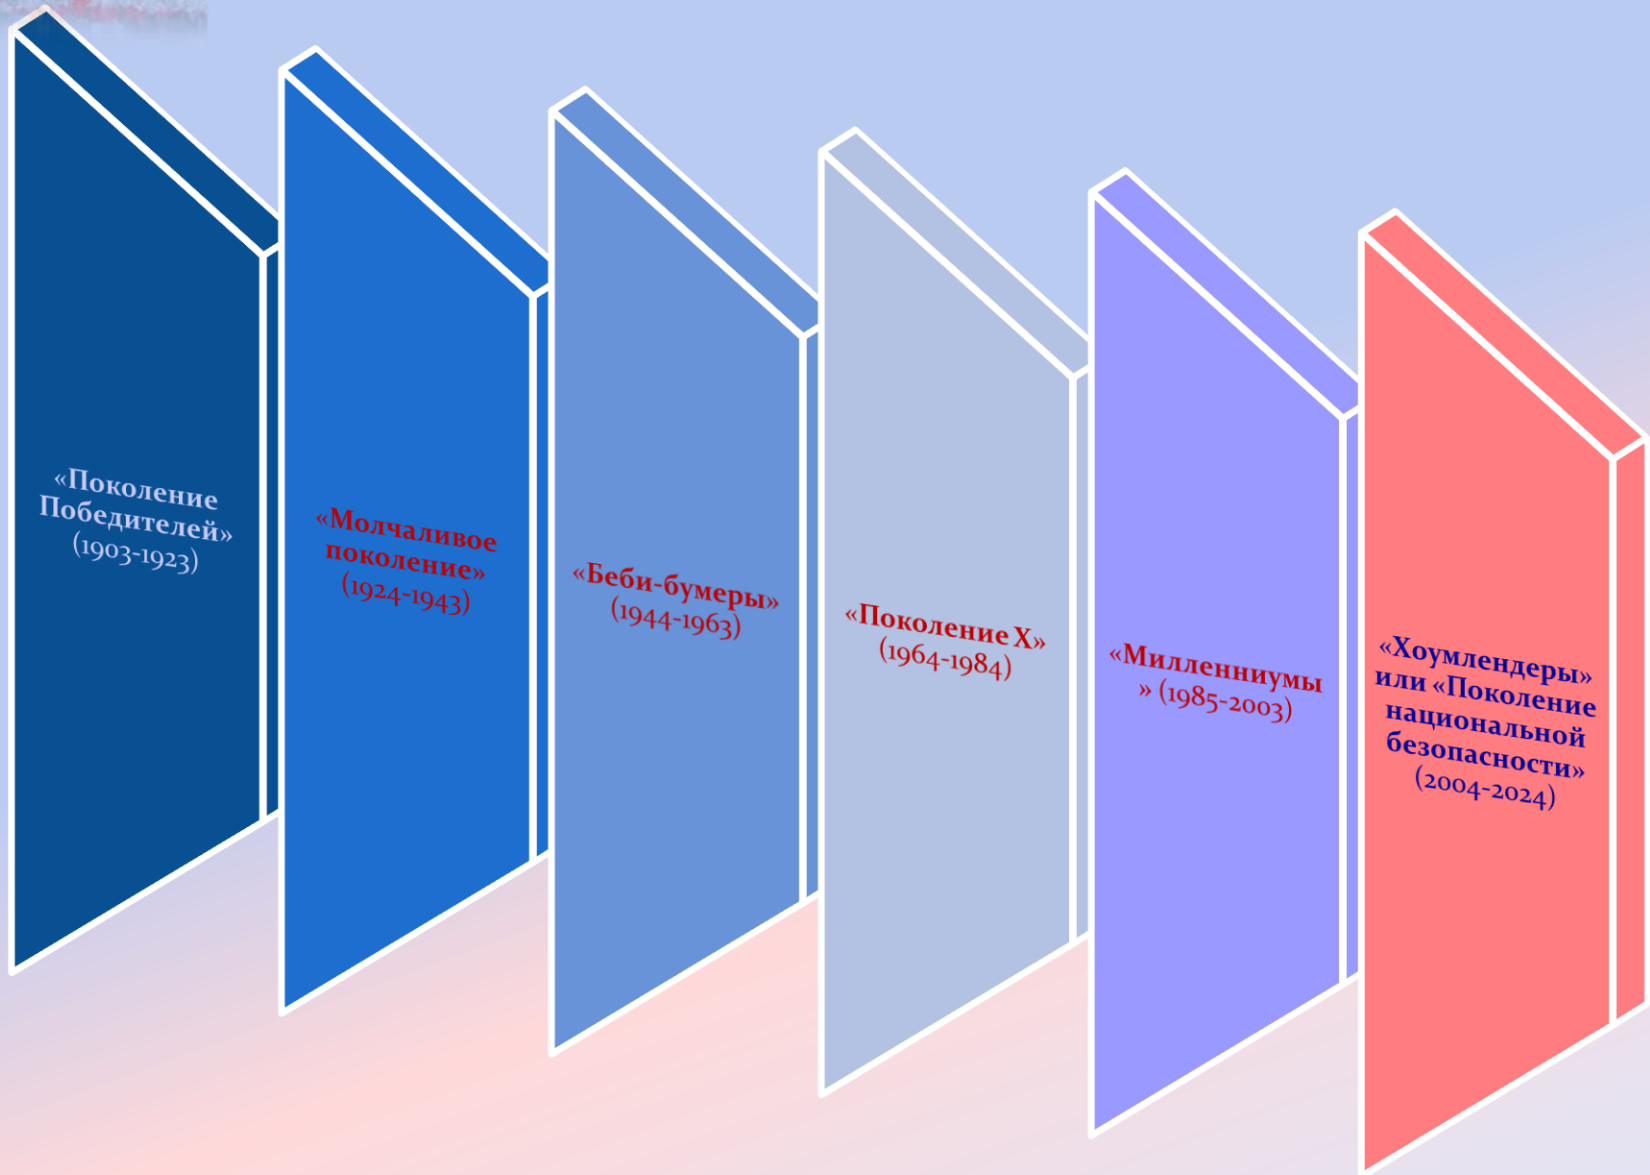 «Поколение
Победителей»
(1903-1923)
«Молчаливое
поколение»
(1924-1943)
«Беби-бумеры»
(1944-1963)
«Поколение X»
(1964-1984)
«Миллениумы
» (1985-2003)
«Хоумлендеры»
или «Поколение
национальной
безопасности»
(2004-2024)